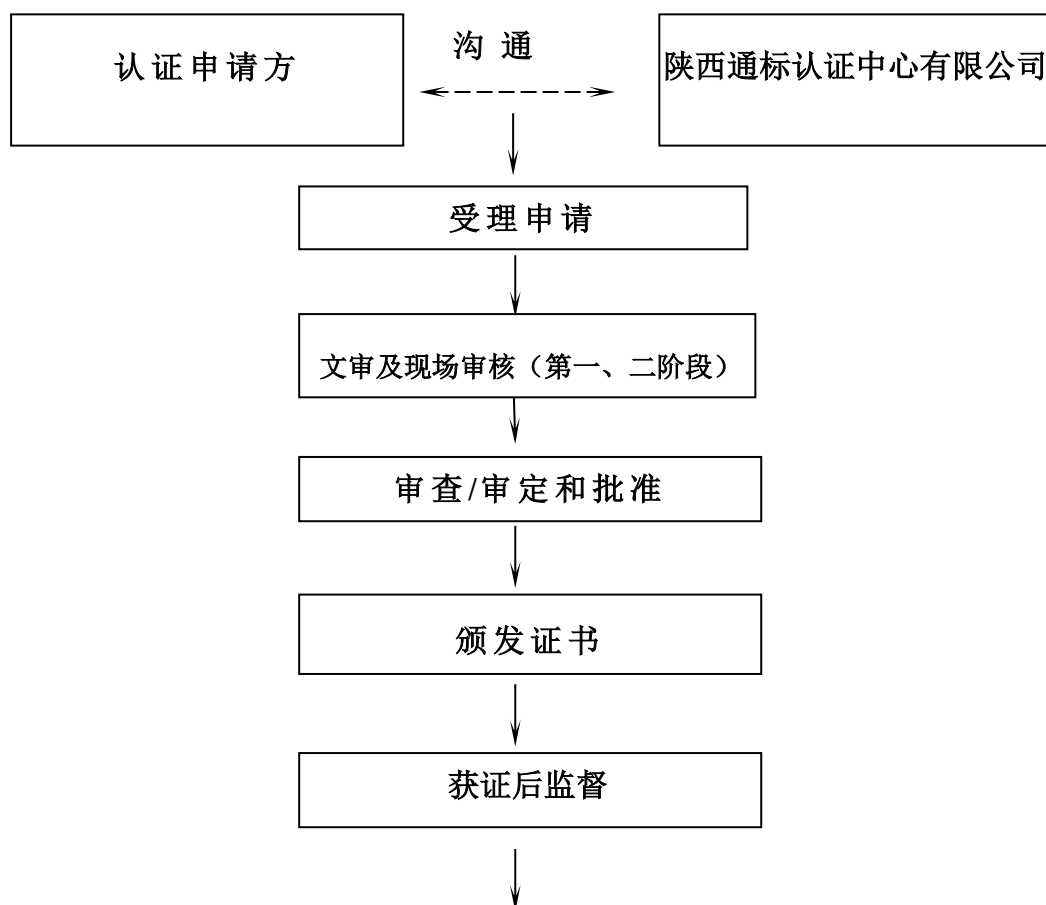 沟 通
认证申请方
陕西通标认证中心有限公司
受理申请
文审及现场审核（第一、二阶段）
审查/审定和批准
颁发证书
获证后监督